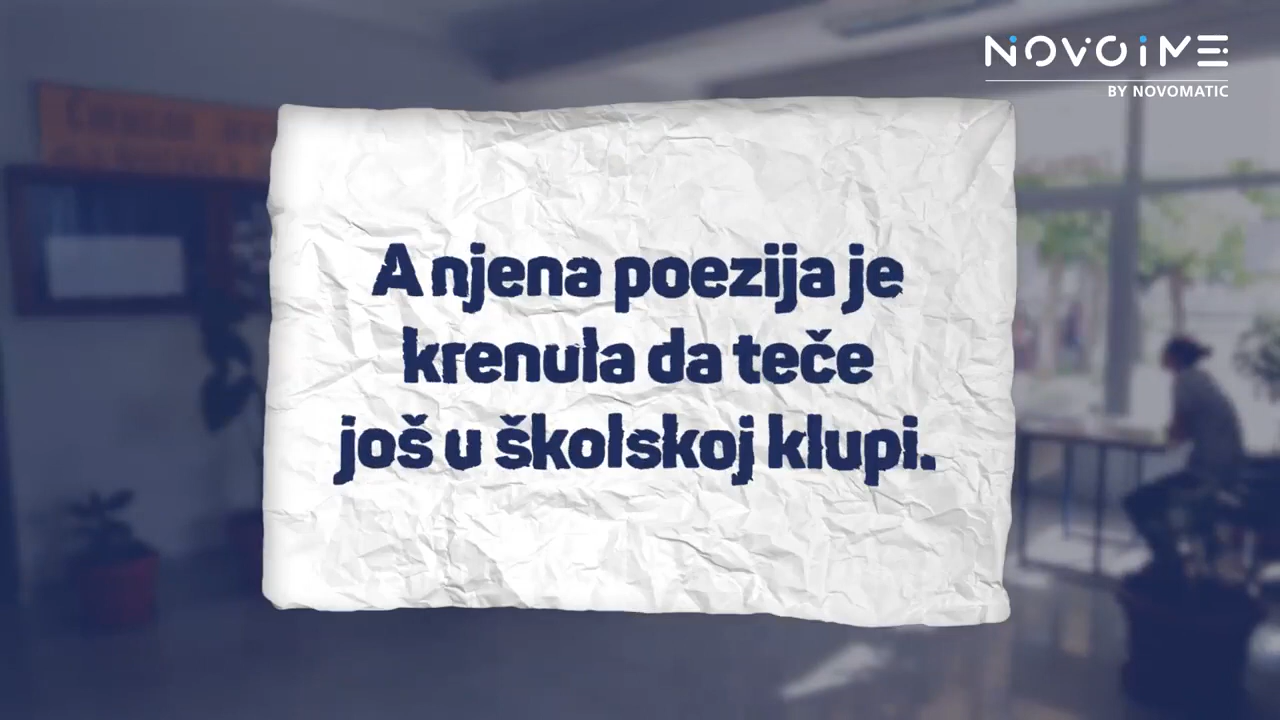 NOVOIME
BY NOVOMATIC
A njena poezija je
krenula da teče
još u školskoj klupi.